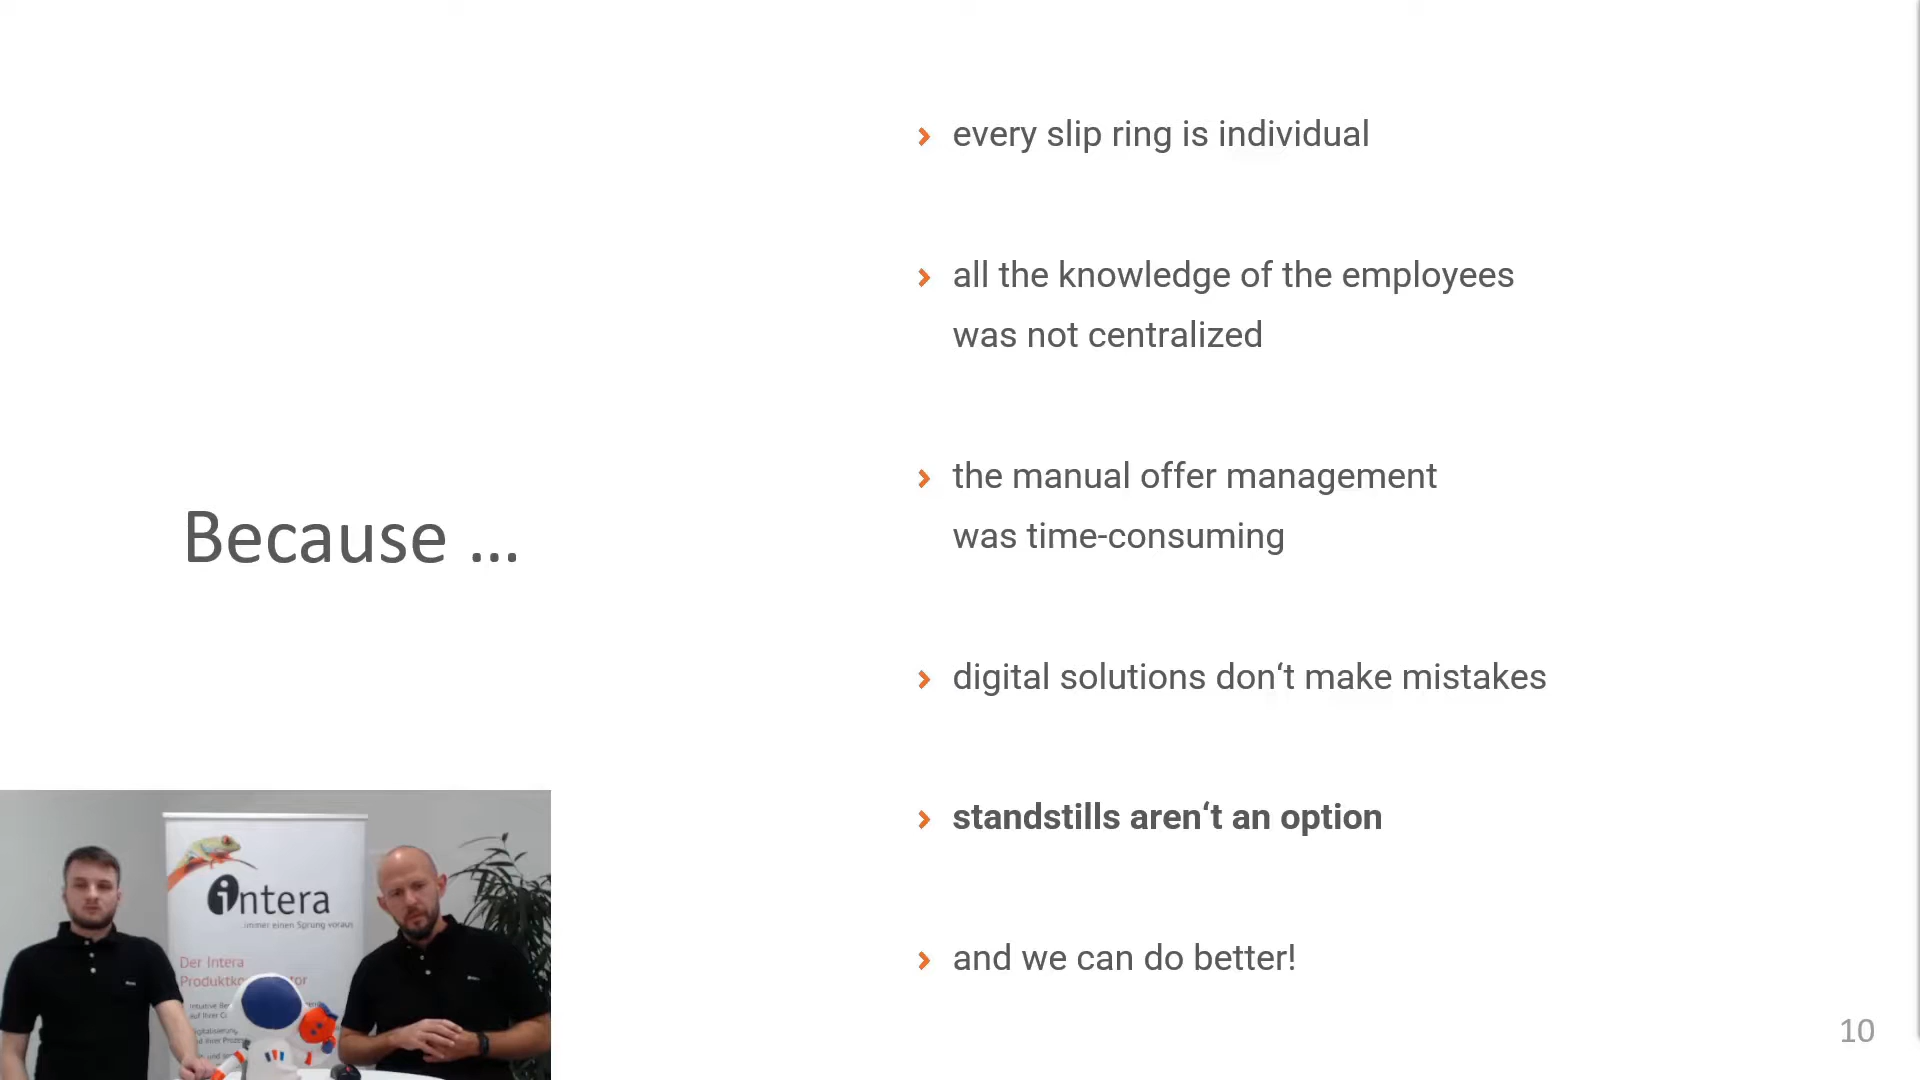 every slip ring is individual
all the knowledge of the employees
was not centralized
the manual offer management
was time-consuming
Because ...
digital solutions don‘t make mistakes
standstills aren‘t an option
and we can do better!
intera
immer einen Sprung voraus
Der Intera
10